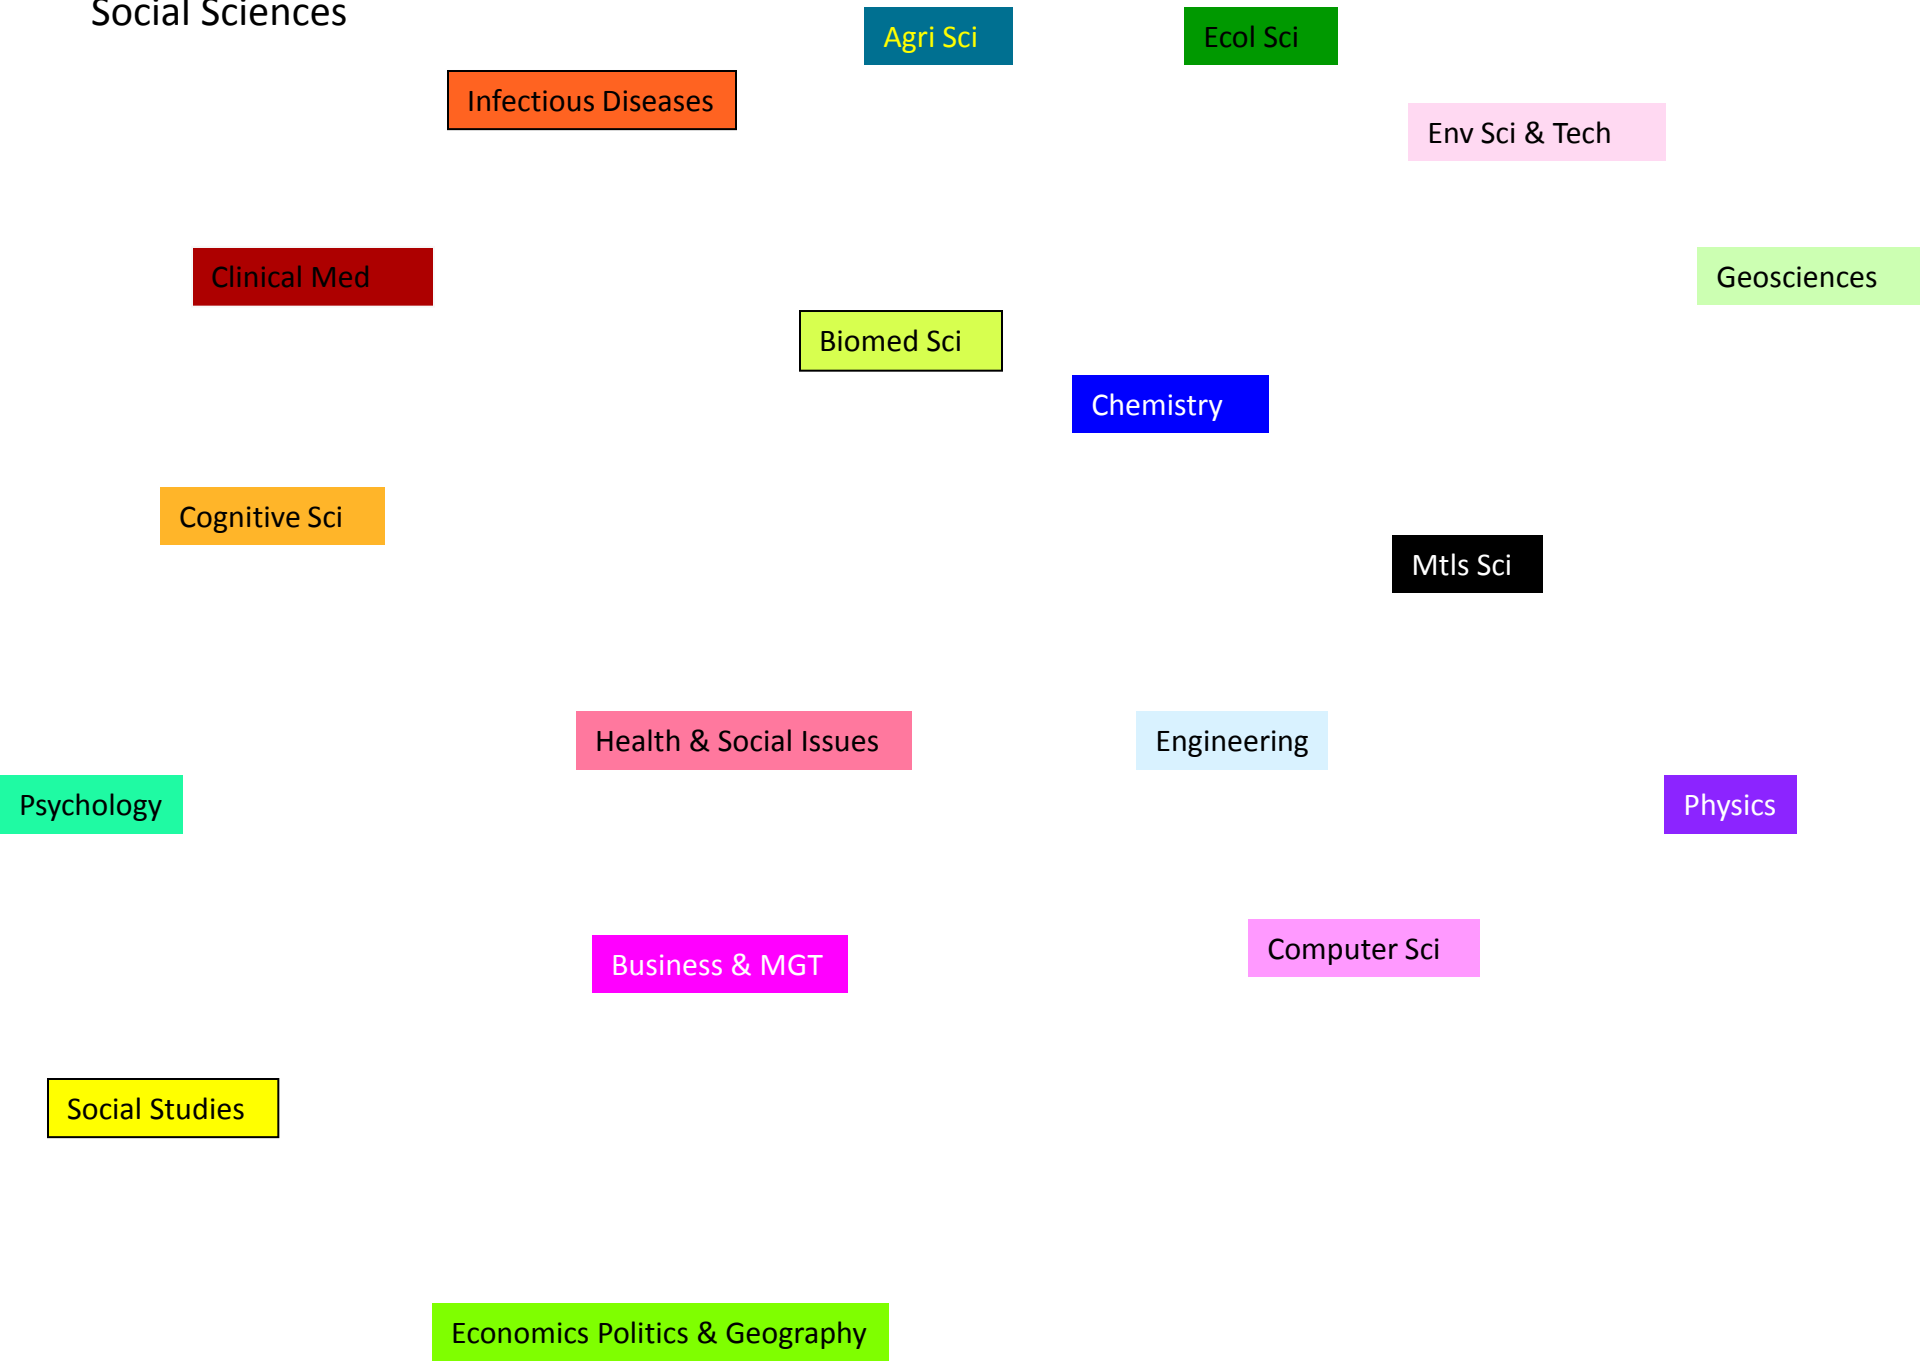 Social Sciences
Agri Sci
Ecol Sci
Infectious Diseases
Env Sci & Tech
Clinical Med
Geosciences
Biomed Sci
Chemistry
Cognitive Sci
Mtls Sci
Health & Social Issues
Engineering
Psychology
Physics
Business & MGT
Computer Sci
Social Studies
Economics Politics & Geography